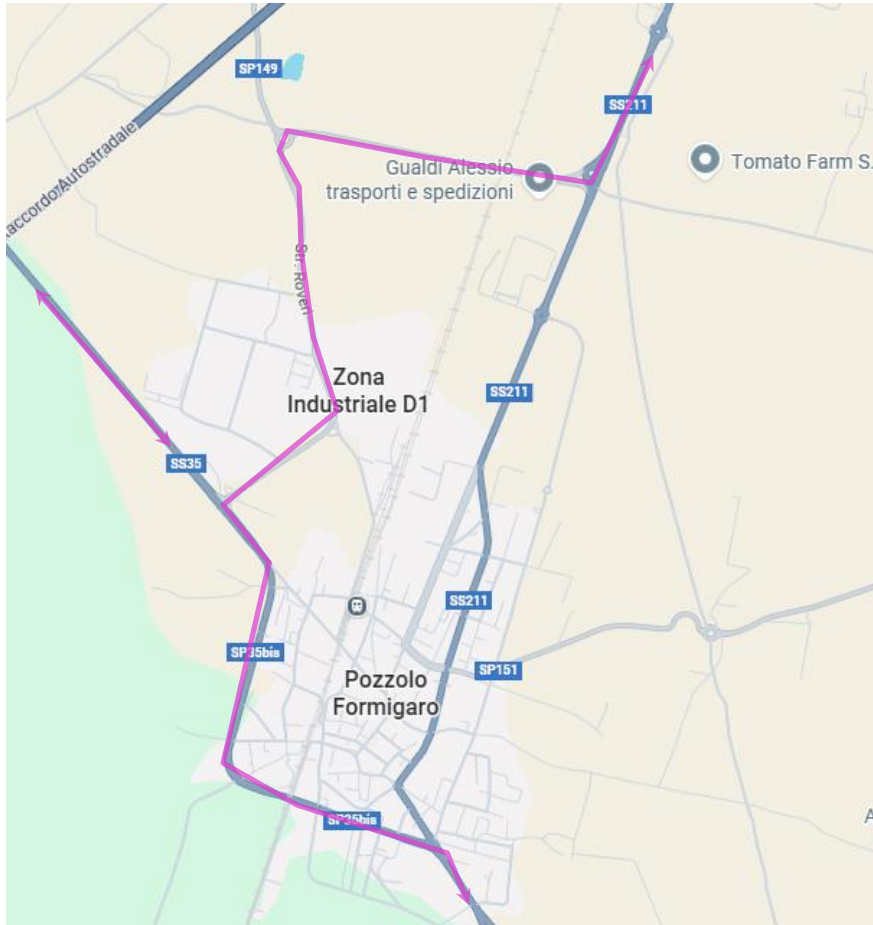 SP149
SS211
Raccordo Autostradale
Gualdi Alessio
trasporti e spedizioni
Tomato Farm S.
Str. Roveri
Zona
Industriale D1
SS211
SS35
SS211
SP35bis
SP151
Pozzolo
Formigaro
SP35bis
A